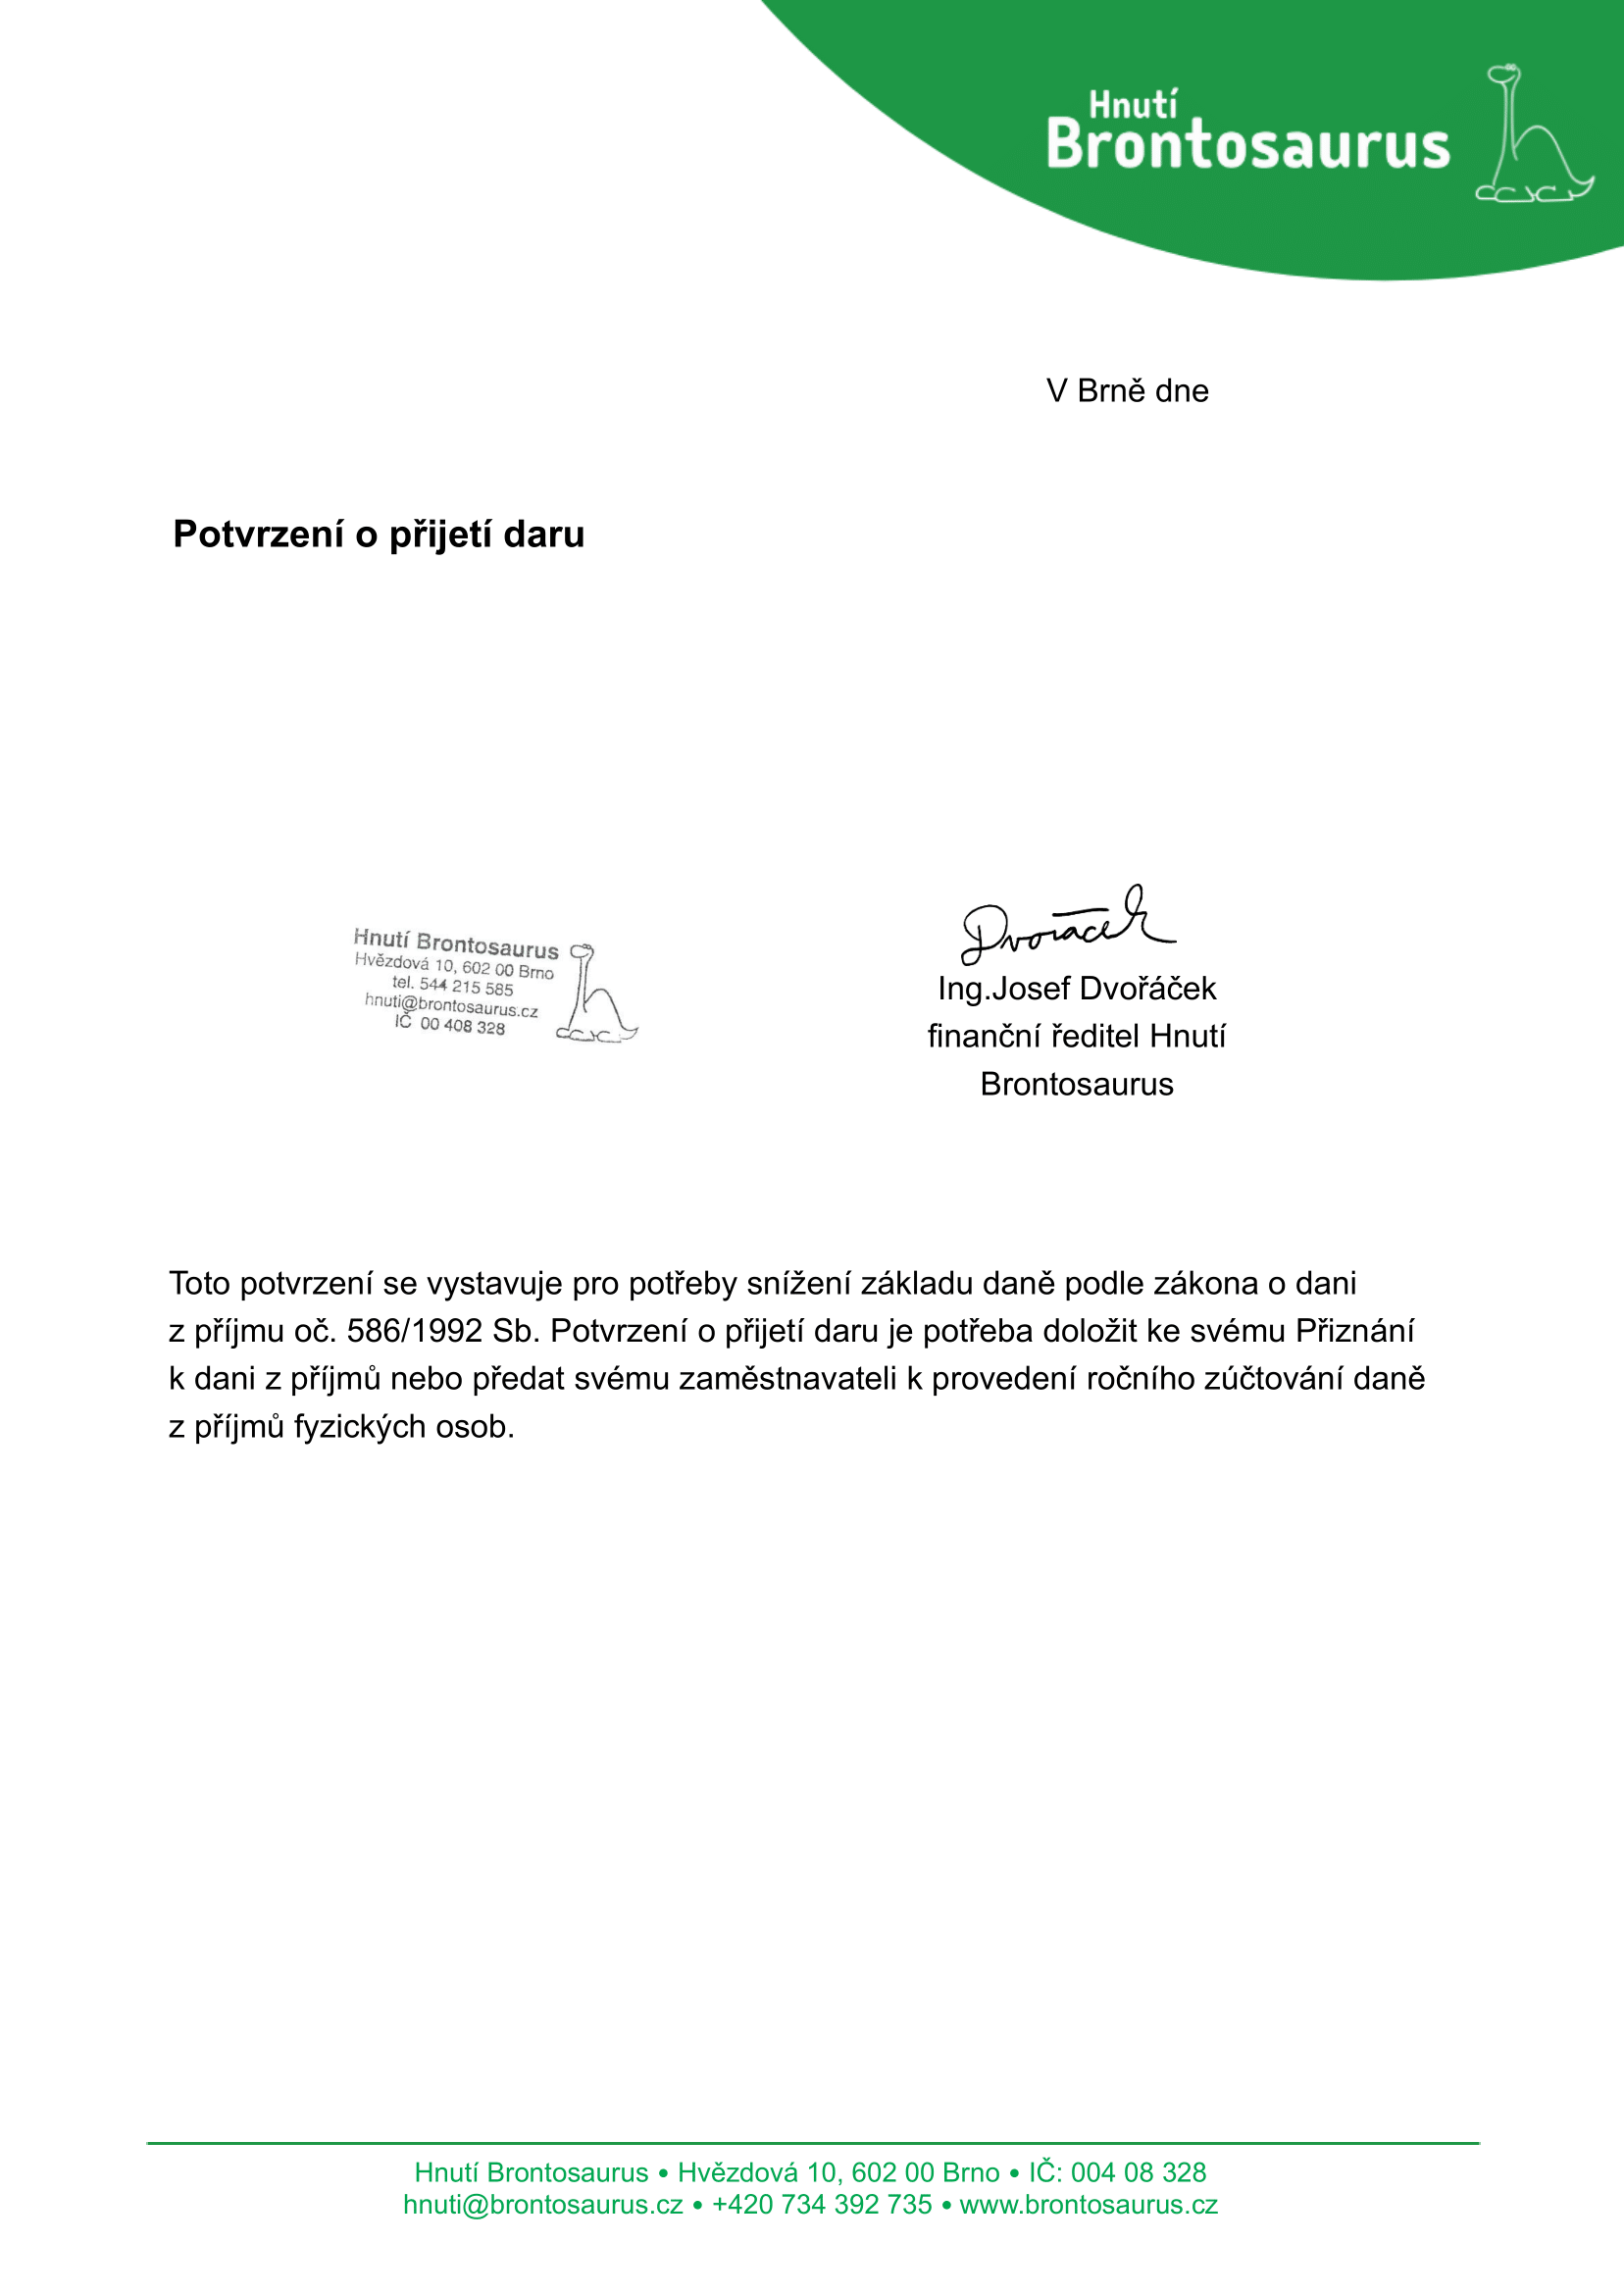 Hnutí
Brontosaurus
V Brně dne
Potvrzení o přijetí daru
Hnutí Brontosaurus
Hvězdová 10, 602 00 Brno
tel. 544 215 585
hnuti@brontosaurus.cz
IČ 00 408 328
Dvořáček
Ing.Josef Dvořáček
finanční ředitel Hnutí
Brontosaurus
Toto potvrzení se vystavuje pro potřeby snížení základu daně podle zákona o dani
z příjmu oč. 586/1992 Sb. Potvrzení o přijetí daru je potřeba doložit ke svému Přiznání
k dani z příjmů nebo předat svému zaměstnavateli k provedení ročního zúčtování daně
z příjmů fyzických osob.
Hnutí Brontosaurus • Hvězdová 10, 602 00 Brno • IČ: 004 08 328
hnuti@brontosaurus.cz • +420 734 392 735 • www.brontosaurus.cz